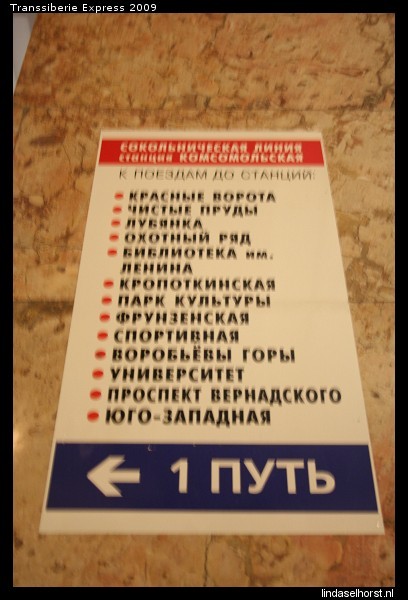 Transsiberie Express 2009
СОКОЛЬНИЧЕСКАЯ ЛИНИЯ
станция КОМСОМОЛЬСКАЯ
К ПОЕЗДАМ ДО СТАНЦИЙ:
КРАСНЫЕ ВОРОТА
ЧИСТЫЕ ПРУДЫ
ЛУБЯНКА
ОХОТНЫЙ РЯД
БИБЛИОТЕКА им.
ЛЕНИНА
КРОПОТКИНСКАЯ
ПАРК КУЛЬТУРЫ
ФРУНЗЕНСКАЯ
СПОРТИВНАЯ
ВОРОБЬЁВЫ ГОРЫ
УНИВЕРСИТЕТ
ПРОСПЕКТ ВЕРНАДСКОГО
ЮГО-ЗАПАДНАЯ
← 1 ПУТЬ
lindaselhorst.nl